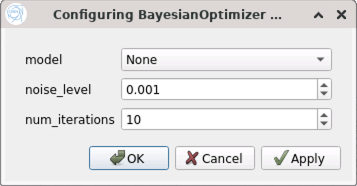 Configuring BayesianOptimizer ...
model None
noise_level 0.001
num_iterations 10
OK Cancel Apply